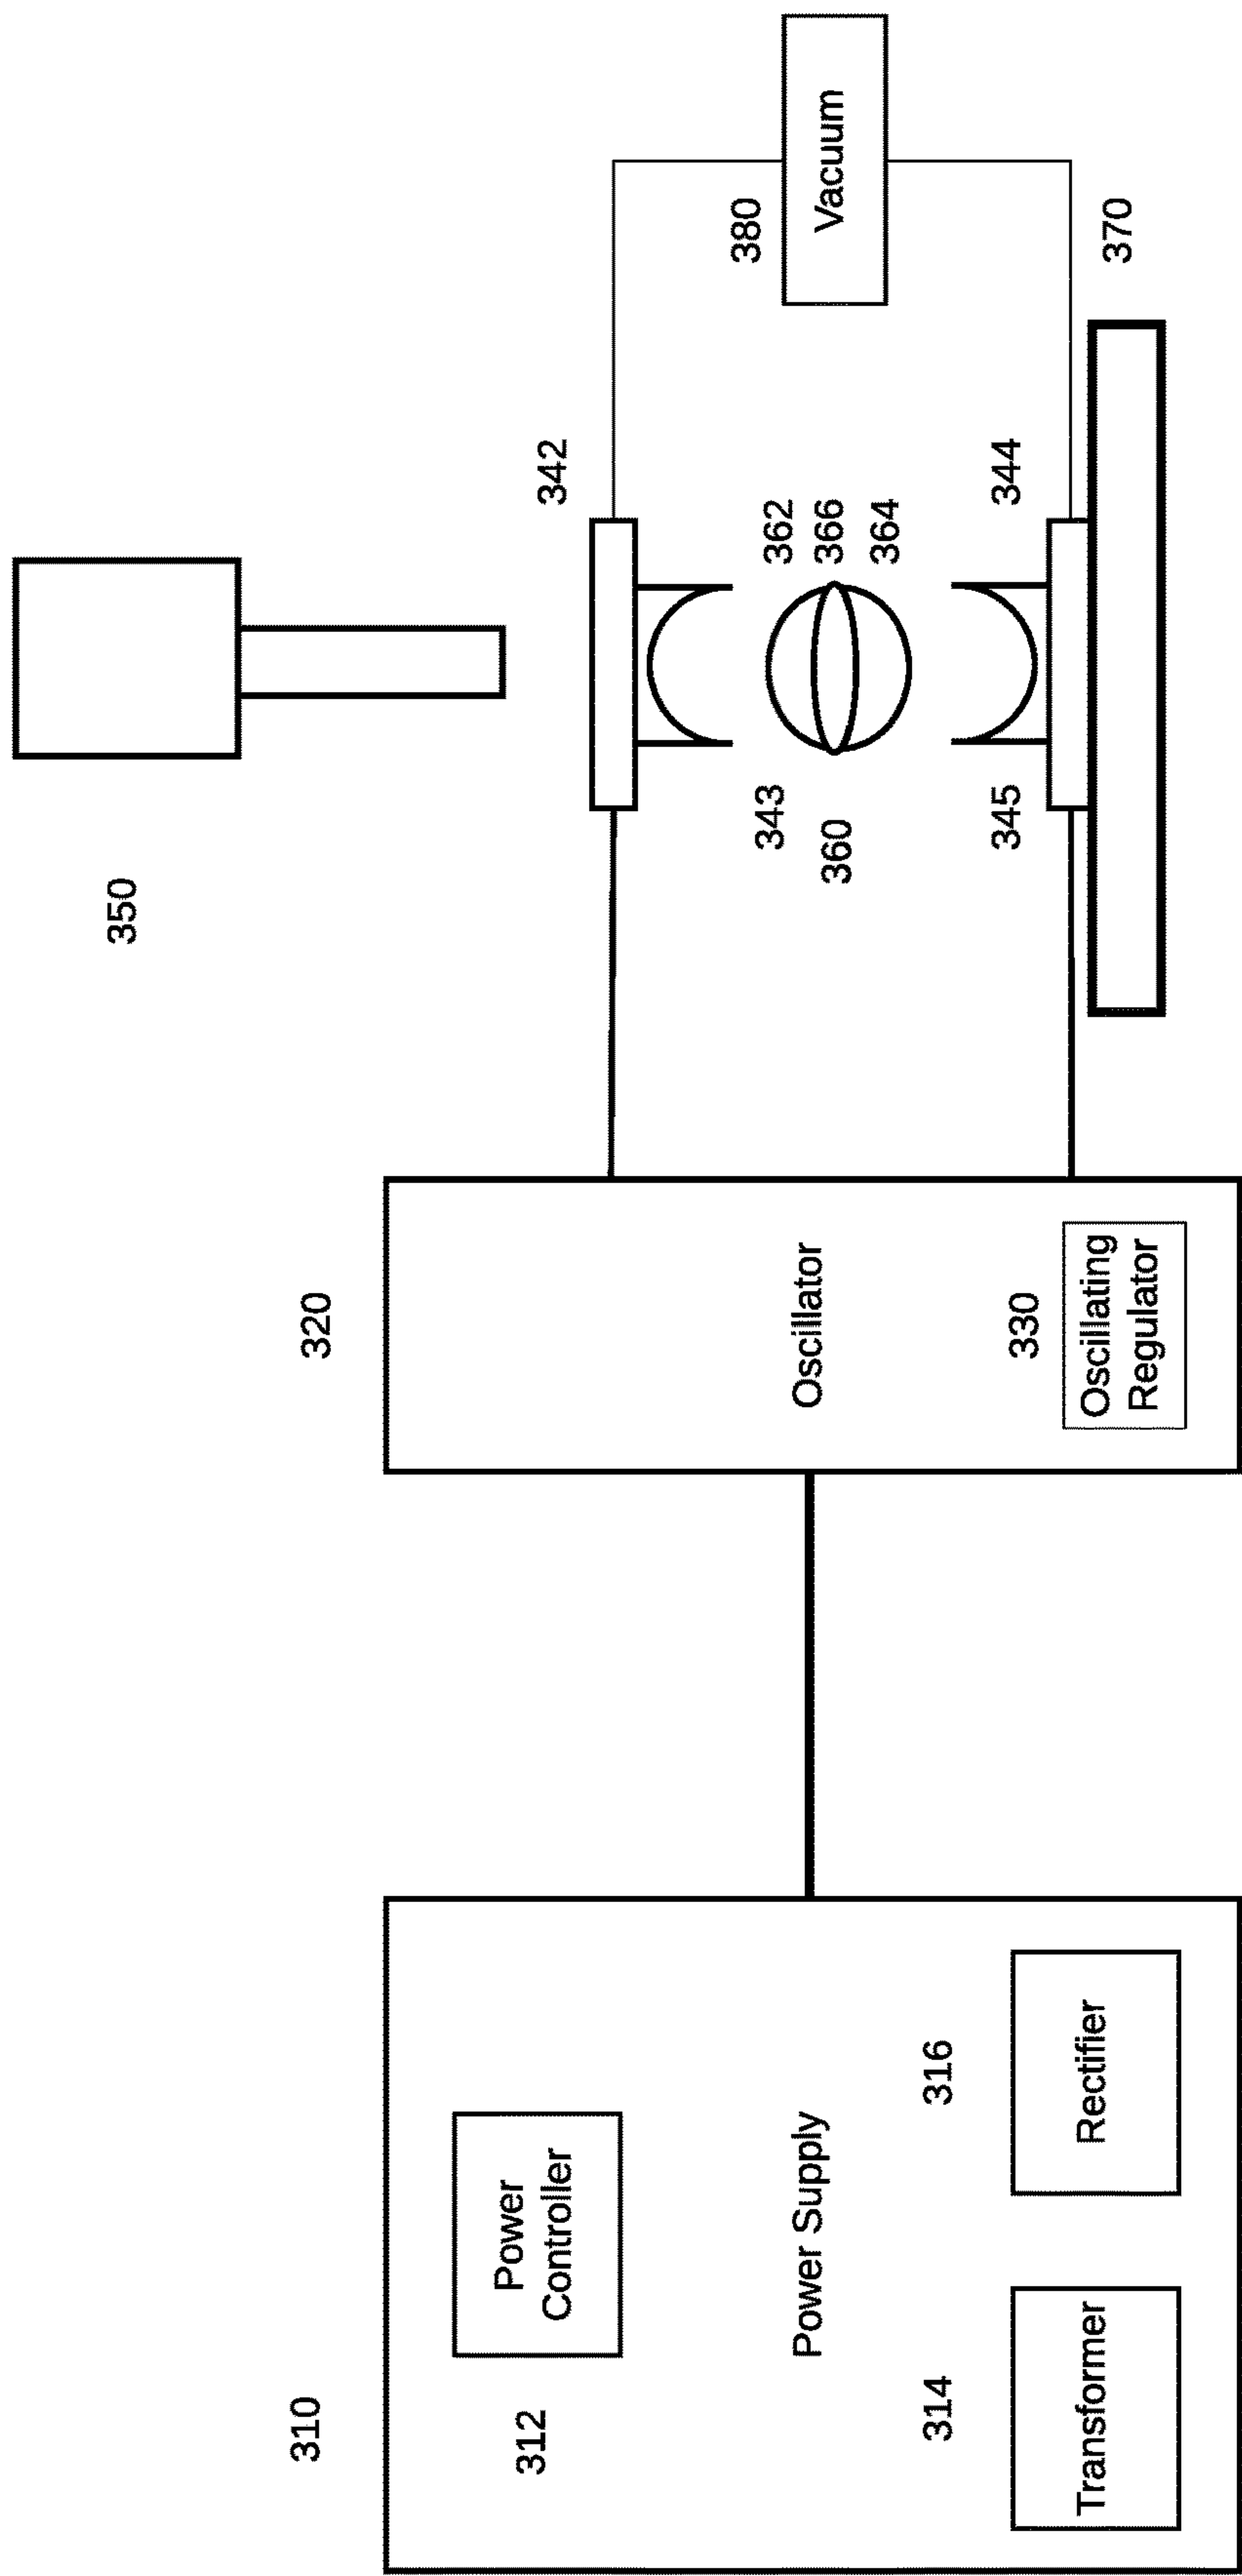 310
312
Power
Controller
Power Supply
314
Transformer
316
Rectifier
320
Oscillator
330
Oscillating
Regulator
350
342
343
360
362
366
364
345
344
380
Vacuum
370